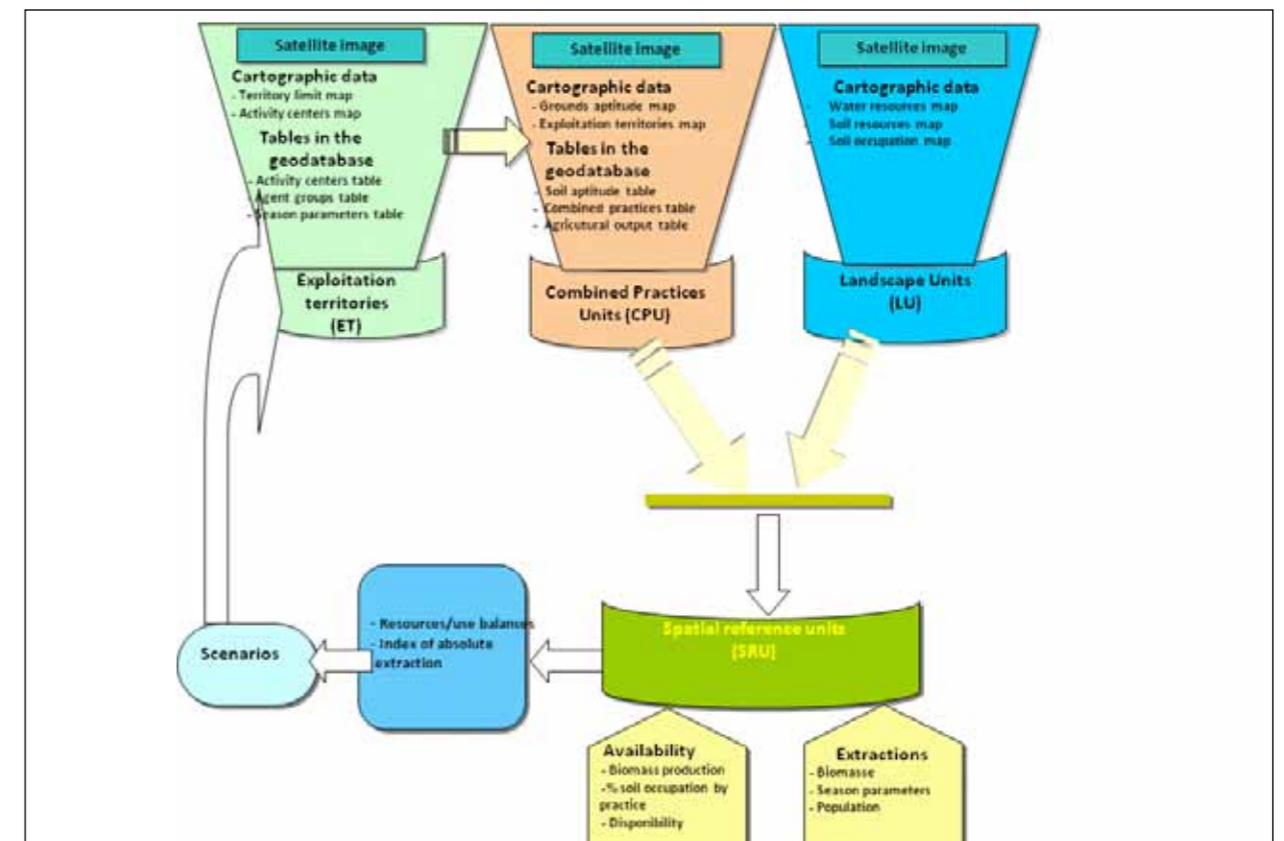 Satellite image
Cartographic data
- Territory limit map
- Activity centers map
Tables in the
geodatabase
- Activity centers table
- Agent groups table
- Season parameters table
Exploitation
territories
(ET)
Satellite image
Cartographic data
- Grounds aptitude map
- Exploitation territories map
Tables in the
geodatabase
- Soil aptitude table
- Combined practices table
- Agricutural output table
Combined Practices
Units (CPU)
Satellite image
Cartographic data
- Water resources map
- Soil resources map
- Soil occupation map
Landscape Units
(LU)
Spatial reference units
(SRU)
- Resources/use balances
- Index of absolute
extraction
Scenarios
Availability
- Biomass production
-% soil occupation by
practice
- Disponibility
Extractions
- Biomasse
- Season parameters
- Population